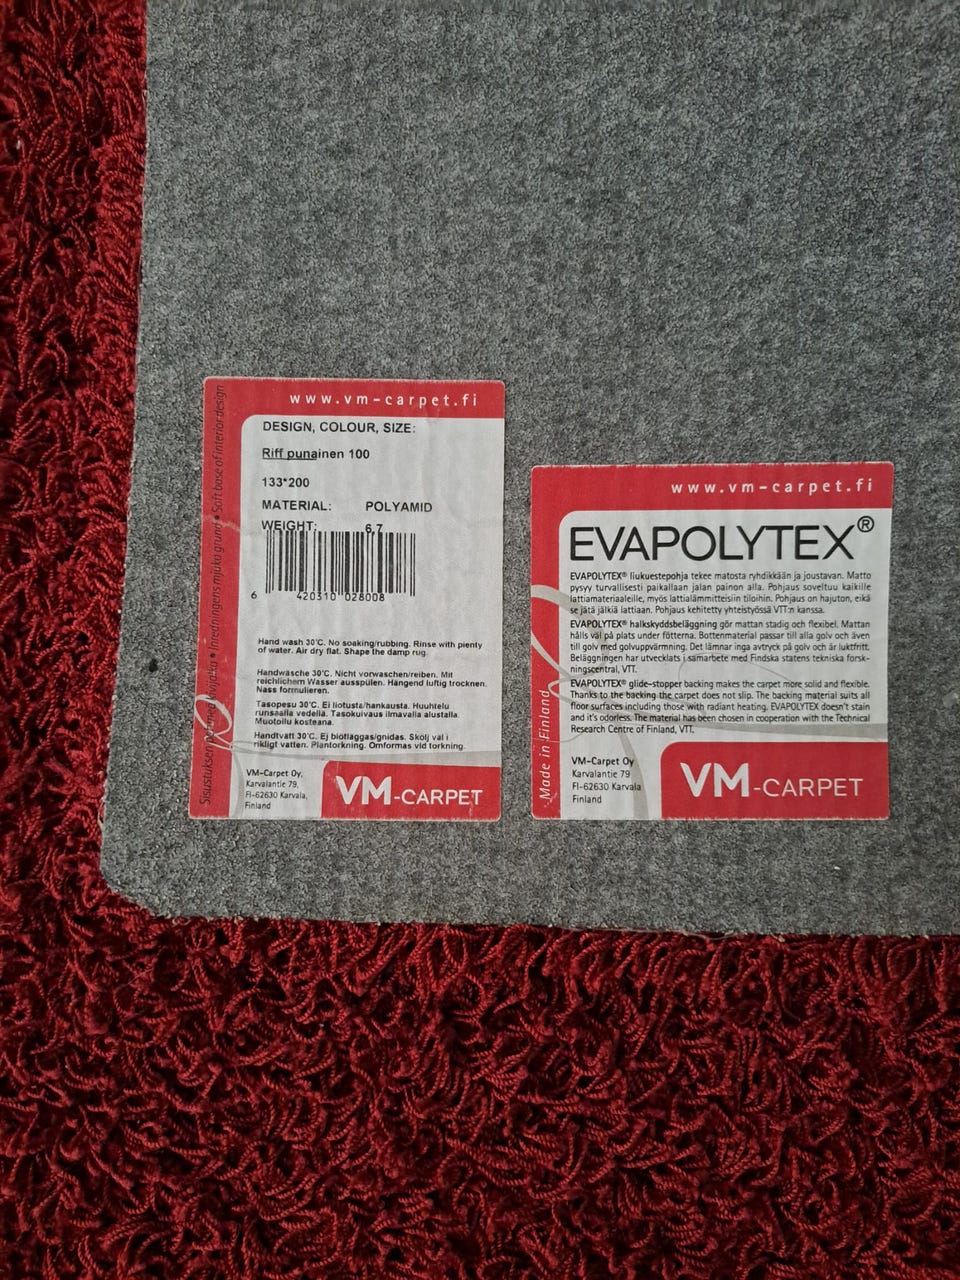 www.vm-carpet.fi
DESIGN, COLOUR, SIZE:
Riff punainen 100
133*200
MATERIAL: POLYAMID
WEIGHT: 6.7
6 420310 028008
Hand wash 30°C. No soaking/rubbing. Rinse with plenty
of water. Air dry flat. Shape the damp rug.
Handwäsche 30°C. Nicht vorwaschen/reiben. Mit
reichlichem Wasser ausspülen. Hängend luftig trocknen.
Nass formulieren.
Tasopesu 30°C. Ei liotusta/hankausta. Huuhtelu
runsaalla vedellä. Tasokuivaus ilmavalla alustalla.
Muotoilu kosteana.
Handtvätt 30°C. Ej blötläggas/gnidas. Skölj väl i
rikligt vatten. Plantorkning. Omformas vid torkning.
VM-Carpet Oy,
Karvalantie 79,
FI-62630 Karvala,
Finland
VM-CARPET
Sisustuksen • Inredningens mjuka grund • Soft base of interior design
www.vm-carpet.fi
EVAPOLYTEX®
EVAPOLYTEX® liukuestepohja tekee matosta ryhdikkään ja joustavan. Matto
pysyy turvallisesti paikallaan jalan painon alla. Pohjaus soveltuu kaikille
lattiamateriaaleille, myös lattialämmitteisiin tiloihin. Pohjaus on hajuton, eikä
se jätä jälkiä lattiaan. Pohjaus kehitetty yhteistyössä VTT:n kanssa.
EVAPOLYTEX® halkskyddsbeläggning gör mattan stadig och flexibel. Mattan
hålls väl på plats under fötterna. Bottenmaterial passar till alla golv och även
till golv med golvuppvärmning. Det lämnar inga avtryck på golv och är luktfritt.
Beläggningen har utvecklats i samarbete med Findska statens tekniska forsk-
ningscentral, VTT.
EVAPOLYTEX® glide-stopper backing makes the carpet more solid and flexible.
Thanks to the backing the carpet does not slip. The backing material suits all
floor surfaces including those with radiant heating. EVAPOLYTEX doesn't stain
and it's odorless. The material has been chosen in cooperation with the Technical
Research Centre of Finland, VTT.
VM-Carpet Oy
Karvalantie 79
FI-62630 Karvala
Finland
VM-CARPET
Made in Finland